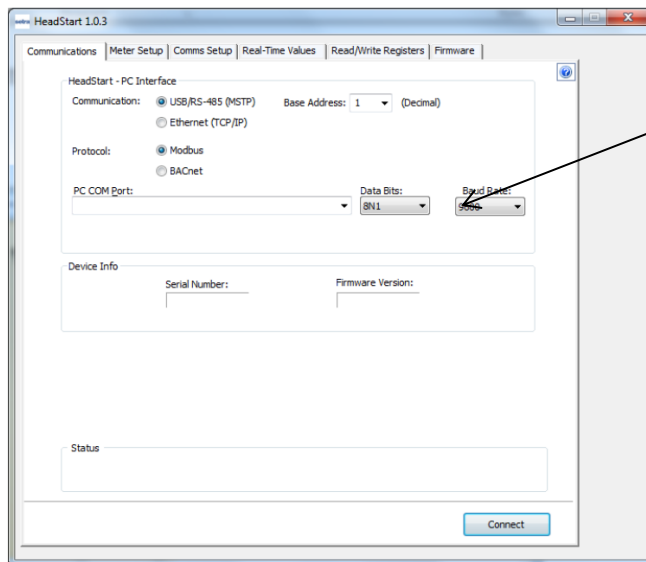 HeadStart 1.0.3
Communications Meter Setup Comms Setup Real-Time Values Read/Write Registers Firmware
HeadStart - PC Interface
Communication: USB/RS-485 (MSTP) Base Address: 1 (Decimal)
Ethernet (TCP/IP)
Protocol: Modbus
BACnet
PC COM Port: Data Bits: Baud Rate:
8N1 9600
Device Info
Serial Number: Firmware Version:
Status
Connect